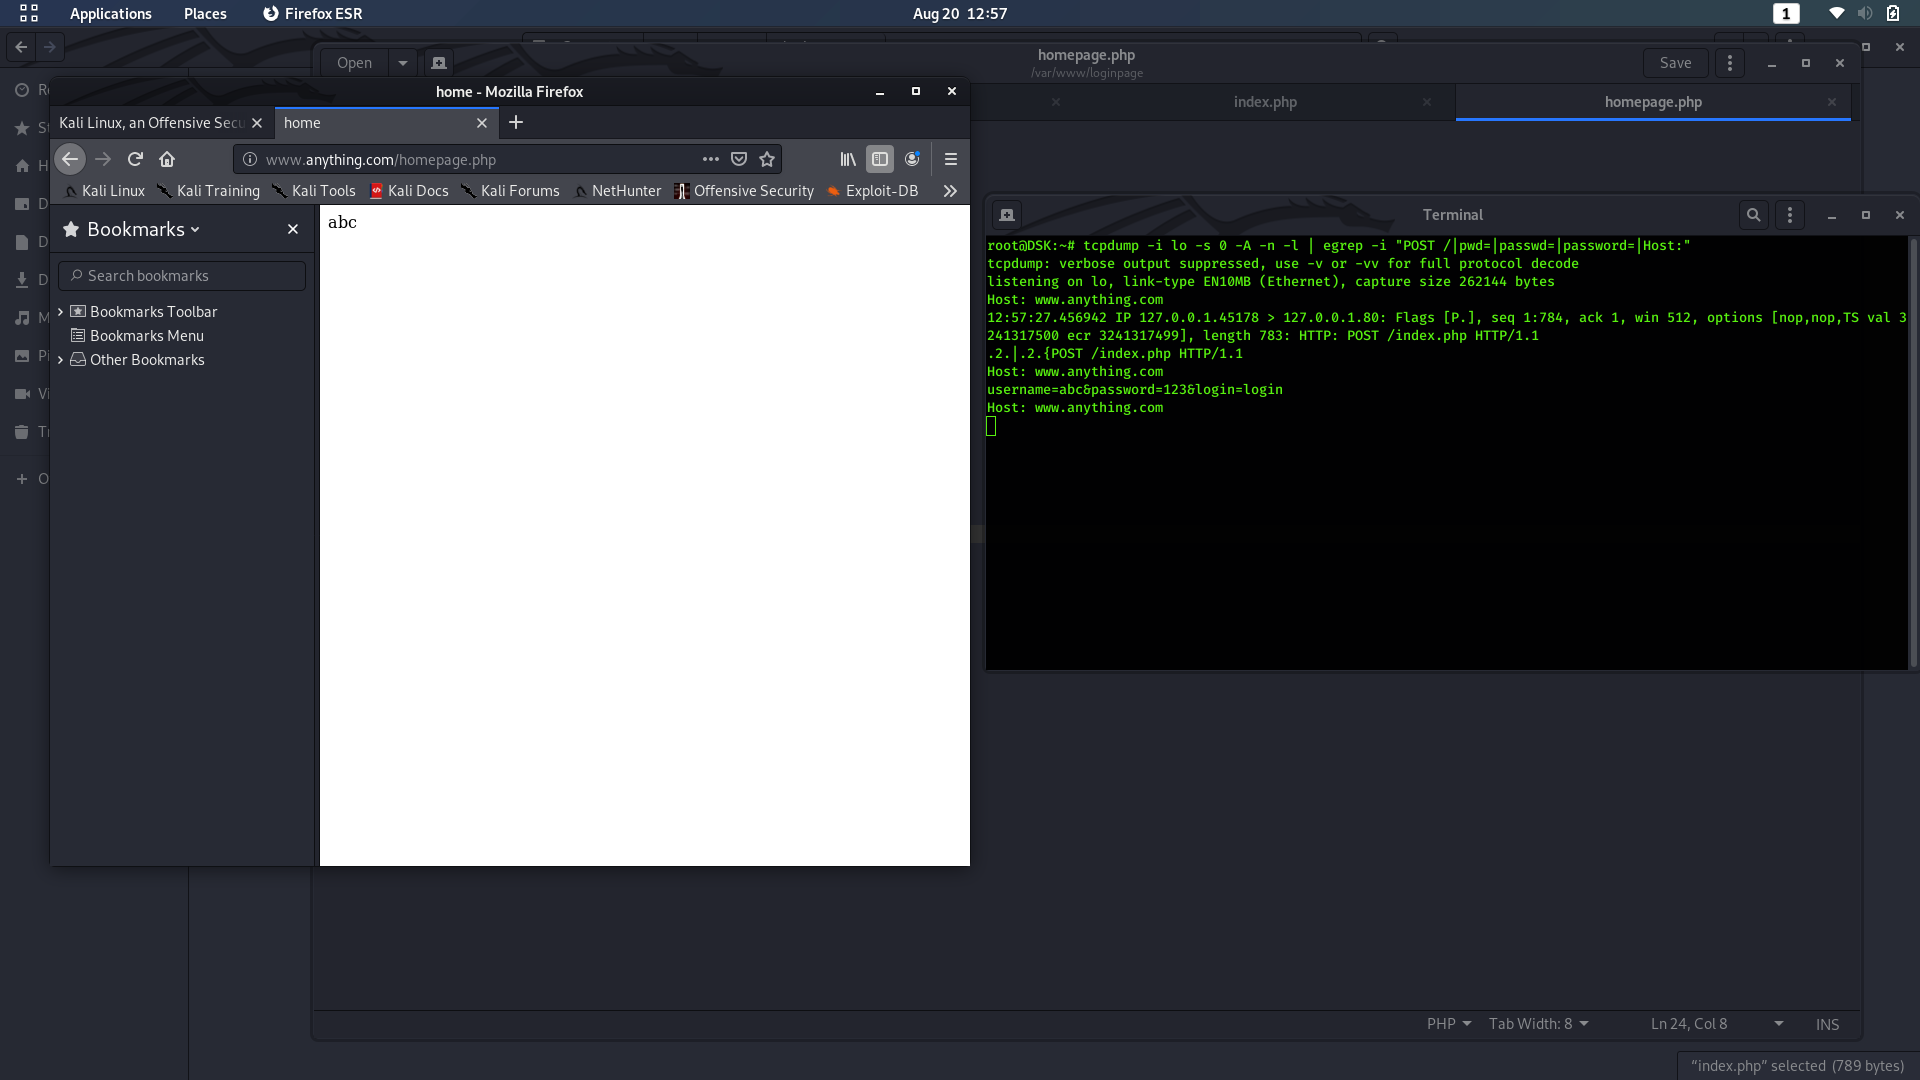 Applications Places Firefox ESR Aug 20 12:57 1
Open homepage.php Save
/var/www/loginpage
index.php homepage.php
home - Mozilla Firefox
Kali Linux, an Offensive Secu home
www.anything.com/homepage.php
Kali Linux Kali Training Kali Tools Kali Docs Kali Forums NetHunter Offensive Security Exploit-DB
Bookmarks
Search bookmarks
Bookmarks Toolbar
Bookmarks Menu
Other Bookmarks
abc
Terminal
root@DSK:~# tcpdump -i lo -s 0 -A -n -l | egrep -i "POST /|pwd=|passwd=|password=|Host:"
tcpdump: verbose output suppressed, use -v or -vv for full protocol decode
listening on lo, link-type EN10MB (Ethernet), capture size 262144 bytes
Host: www.anything.com
12:57:27.456942 IP 127.0.0.1.45178 > 127.0.0.1.80: Flags [P.], seq 1:784, ack 1, win 512, options [nop,nop,TS val 3
241317500 ecr 3241317499], length 783: HTTP: POST /index.php HTTP/1.1
.2.|.2.{POST /index.php HTTP/1.1
Host: www.anything.com
username=abc&password=123&login=login
Host: www.anything.com
PHP Tab Width: 8 Ln 24, Col 8 INS
"index.php" selected (789 bytes)